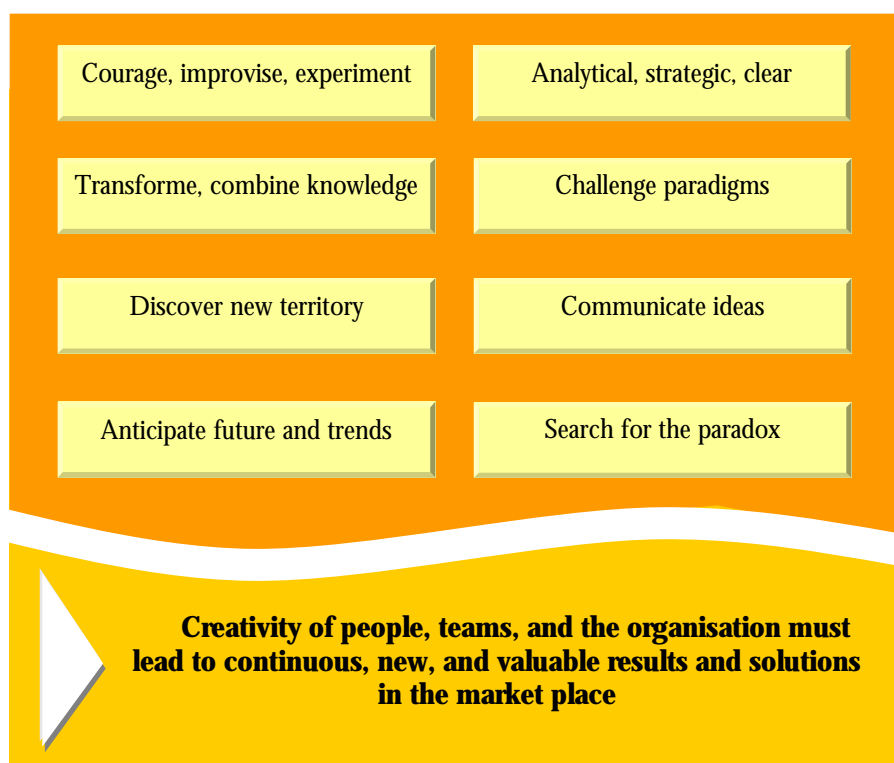 Courage, improvise, experiment
Analytical, strategic, clear
Transforme, combine knowledge
Challenge paradigms
Discover new territory
Communicate ideas
Anticipate future and trends
Search for the paradox
Creativity of people, teams, and the organisation must
lead to continuous, new, and valuable results and solutions
in the market place